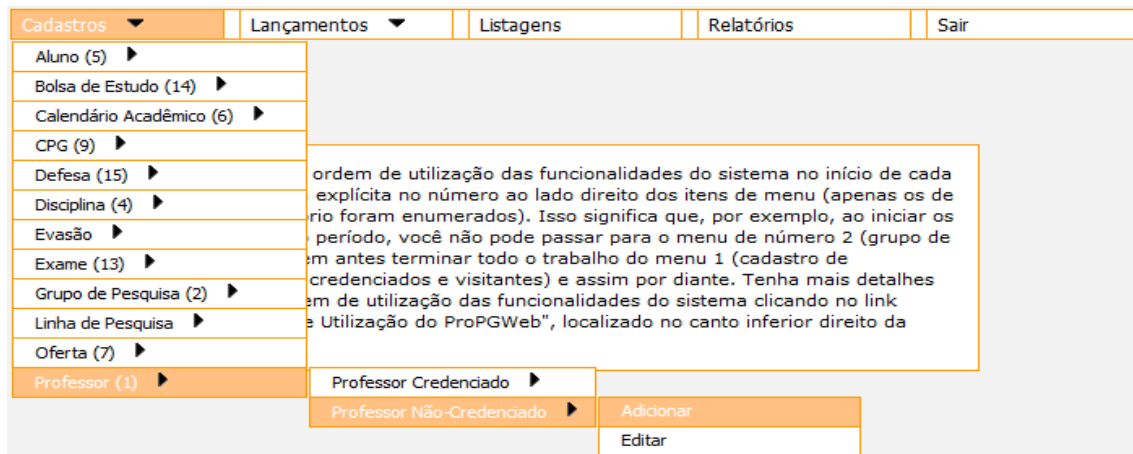 Cadastros Lançamentos Listagens Relatórios Sair
Aluno (5)
Bolsa de Estudo (14)
Calendário Acadêmico (6)
CPG (9)
Defesa (15)
Disciplina (4)
Evasão
Exame (13)
Grupo de Pesquisa (2)
Linha de Pesquisa
Oferta (7)
Professor (1)
ordem de utilização das funcionalidades do sistema no início de cada
explícita no número ao lado direito dos itens de menu (apenas os de
rio foram enumerados). Isso significa que, por exemplo, ao iniciar os
período, você não pode passar para o menu de número 2 (grupo de
em antes terminar todo o trabalho do menu 1 (cadastro de
credenciados e visitantes) e assim por diante. Tenha mais detalhes
em de utilização das funcionalidades do sistema clicando no link
e Utilização do ProPGWeb", localizado no canto inferior direito da
Professor Credenciado
Professor Não-Credenciado
Adicionar
Editar